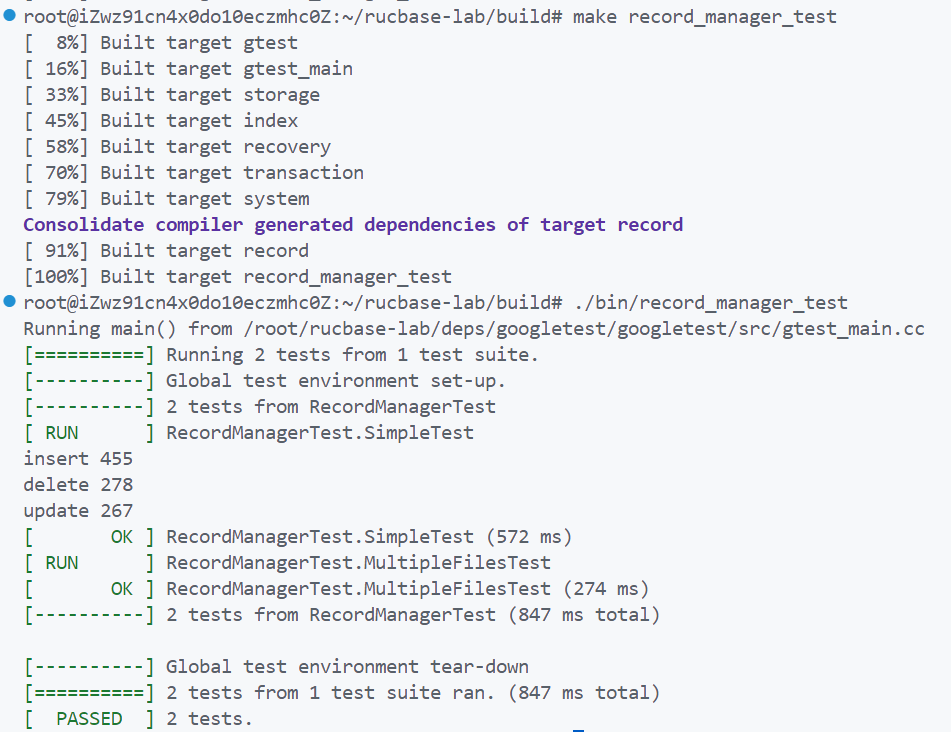 root@iZwz91cn4x0do10eczmhc0Z:~/rucbase-lab/build# make record_manager_test
[  8%] Built target gtest
[ 16%] Built target gtest_main
[ 33%] Built target storage
[ 45%] Built target index
[ 58%] Built target recovery
[ 70%] Built target transaction
[ 79%] Built target system
Consolidate compiler generated dependencies of target record
[ 91%] Built target record
[100%] Built target record_manager_test
root@iZwz91cn4x0do10eczmhc0Z:~/rucbase-lab/build# ./bin/record_manager_test
Running main() from /root/rucbase-lab/deps/googletest/googletest/src/gtest_main.cc
[==========] Running 2 tests from 1 test suite.
[----------] Global test environment set-up.
[----------] 2 tests from RecordManagerTest
[ RUN      ] RecordManagerTest.SimpleTest
insert 455
delete 278
update 267
[       OK ] RecordManagerTest.SimpleTest (572 ms)
[ RUN      ] RecordManagerTest.MultipleFilesTest
[       OK ] RecordManagerTest.MultipleFilesTest (274 ms)
[----------] 2 tests from RecordManagerTest (847 ms total)

[----------] Global test environment tear-down
[==========] 2 tests from 1 test suite ran. (847 ms total)
[  PASSED  ] 2 tests.